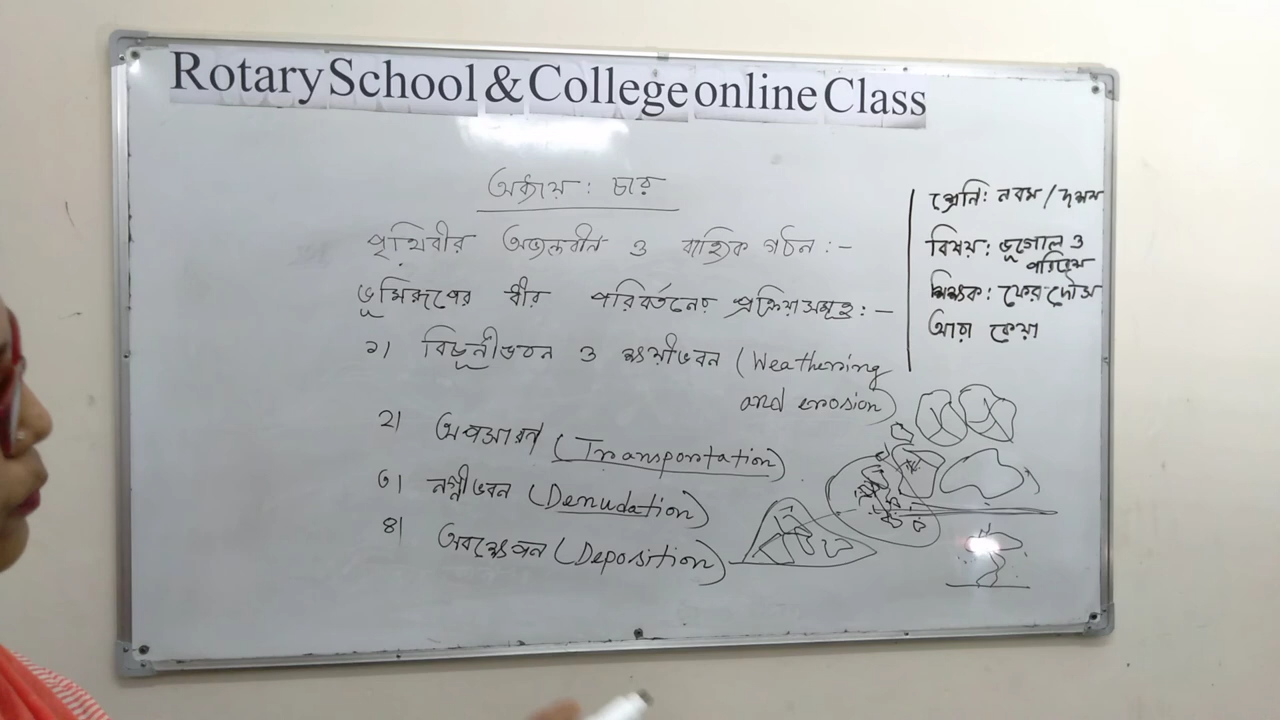 Rotary School & College online Class
অধ্যায় : চার
পৃথিবীর অভ্যন্তরীন ও বাহ্যিক গঠন :-
ভূমিরূপের ধীর পরিবর্তনের প্রক্রিয়াসমূহ :-
১) বিচূর্নীভবন ও ক্ষয়ীভবন (Weathering
and erosion)
২) অপসারন (Transportation)
৩) নগ্নীভবন (Denudation)
৪) অবক্ষেপন (Deposition)
শ্রেনি: নবম/দশম
বিষয়: ভূগোল ও
পরিবেশ
শিক্ষক: ফেরদৌস
আরা কেয়া